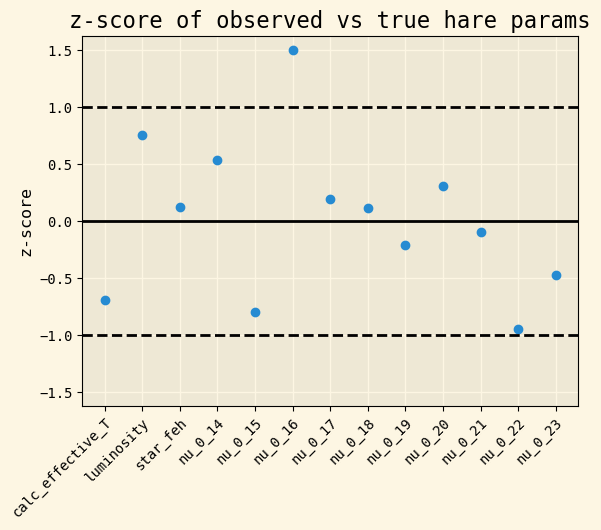 z-score of observed vs true hare params
z-score
1.5
1.0
0.5
0.0
−0.5
−1.0
−1.5
calc_effective_T
luminosity
star_feh
nu_0_14
nu_0_15
nu_0_16
nu_0_17
nu_0_18
nu_0_19
nu_0_20
nu_0_21
nu_0_22
nu_0_23